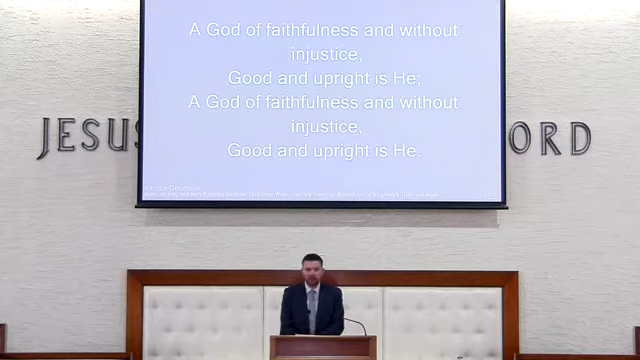 A God of faithfulness and without
injustice,
Good and upright is He;
A God of faithfulness and without
injustice,
Good and upright is He.
JESUS
ORD